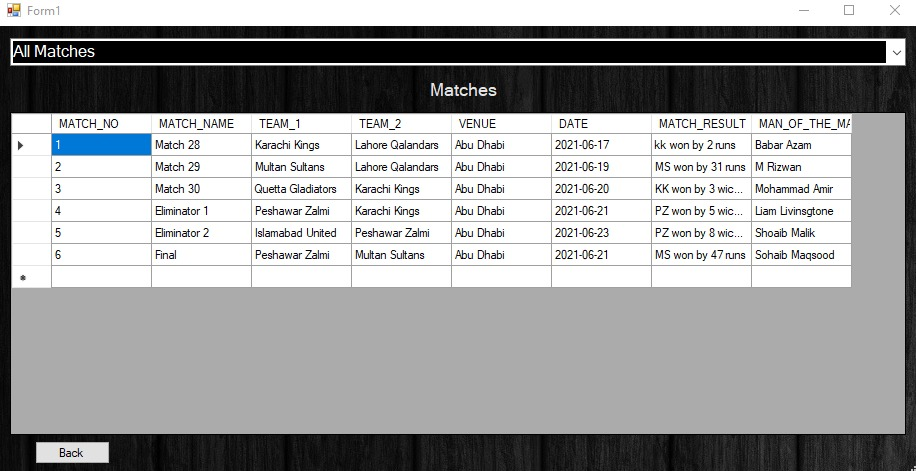 Form1
All Matches
Matches
MATCH_NO MATCH_NAME TEAM_1 TEAM_2 VENUE DATE MATCH_RESULT MAN_OF_THE_MA
1 Match 28 Karachi Kings Lahore Qalandars Abu Dhabi 2021-06-17 kk won by 2 runs Babar Azam
2 Match 29 Multan Sultans Lahore Qalandars Abu Dhabi 2021-06-19 MS won by 31 runs M Rizwan
3 Match 30 Quetta Gladiators Karachi Kings Abu Dhabi 2021-06-20 KK won by 3 wic... Mohammad Amir
4 Eliminator 1 Peshawar Zalmi Karachi Kings Abu Dhabi 2021-06-21 PZ won by 5 wic... Liam Livinsgtone
5 Eliminator 2 Islamabad United Peshawar Zalmi Abu Dhabi 2021-06-23 PZ won by 8 wic... Shoaib Malik
6 Final Peshawar Zalmi Multan Sultans Abu Dhabi 2021-06-21 MS won by 47 runs Sohaib Maqsood
Back